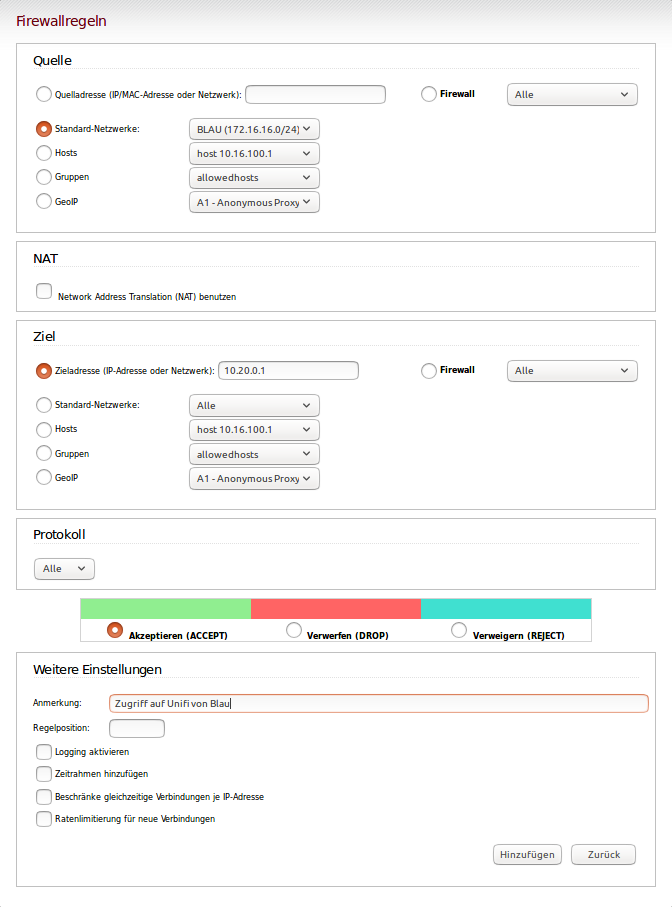 Firewallregeln
Quelle
Quelladresse (IP/MAC-Adresse oder Netzwerk): Firewall Alle
Standard-Netzwerke: BLAU (172.16.16.0/24)
Hosts host 10.16.100.1
Gruppen allowedhosts
GeoIP A1 - Anonymous Proxy
NAT
Network Address Translation (NAT) benutzen
Ziel
Zieladresse (IP-Adresse oder Netzwerk): 10.20.0.1 Firewall Alle
Standard-Netzwerke: Alle
Hosts host 10.16.100.1
Gruppen allowedhosts
GeoIP A1 - Anonymous Proxy
Protokoll
Alle
Akzeptieren (ACCEPT) Verwerfen (DROP) Verweigern (REJECT)
Weitere Einstellungen
Anmerkung: Zugriff auf Unifi von Blau
Regelposition:
Logging aktivieren
Zeitrahmen hinzufügen
Beschränke gleichzeitige Verbindungen je IP-Adresse
Ratenlimitierung für neue Verbindungen
Hinzufügen Zurück